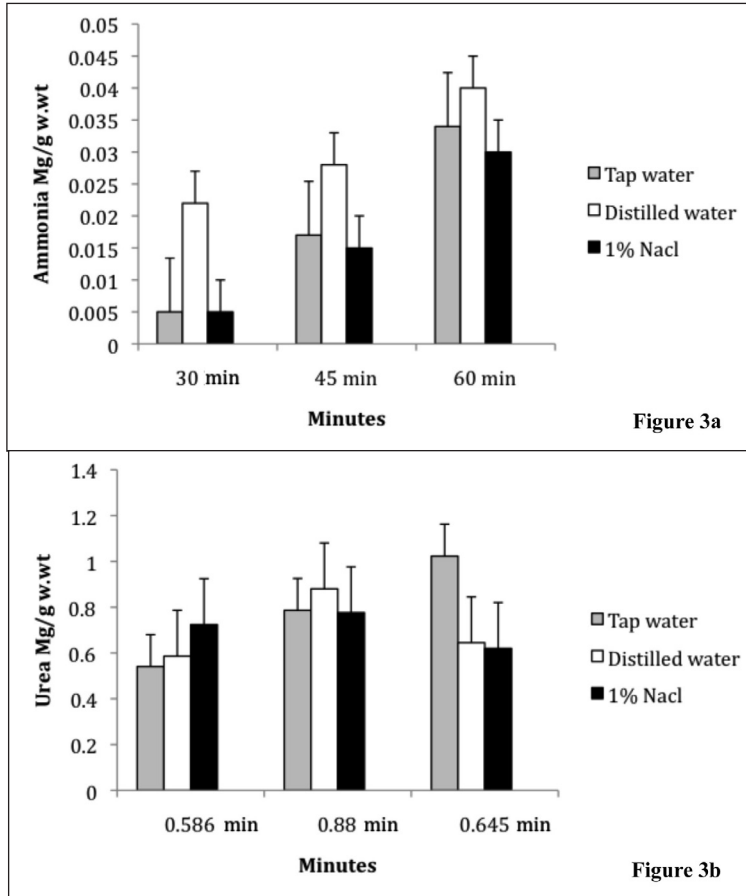 0.05
0.045
0.04
0.035
0.03
0.025
0.02
0.015
0.01
0.005
0
Ammonia Mg/g w.wt
Tap water
Distilled water
1% Nacl
30 min 45 min 60 min
Minutes
Figure 3a
1.4
1.2
1
0.8
0.6
0.4
0.2
0
Urea Mg/g w.wt
Tap water
Distilled water
1% Nacl
0.586 min 0.88 min 0.645 min
Minutes
Figure 3b